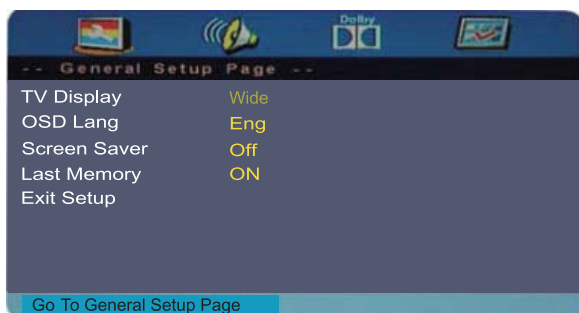 Dolby
-- General Setup Page --
TV Display Wide
OSD Lang Eng
Screen Saver Off
Last Memory ON
Exit Setup
Go To General Setup Page